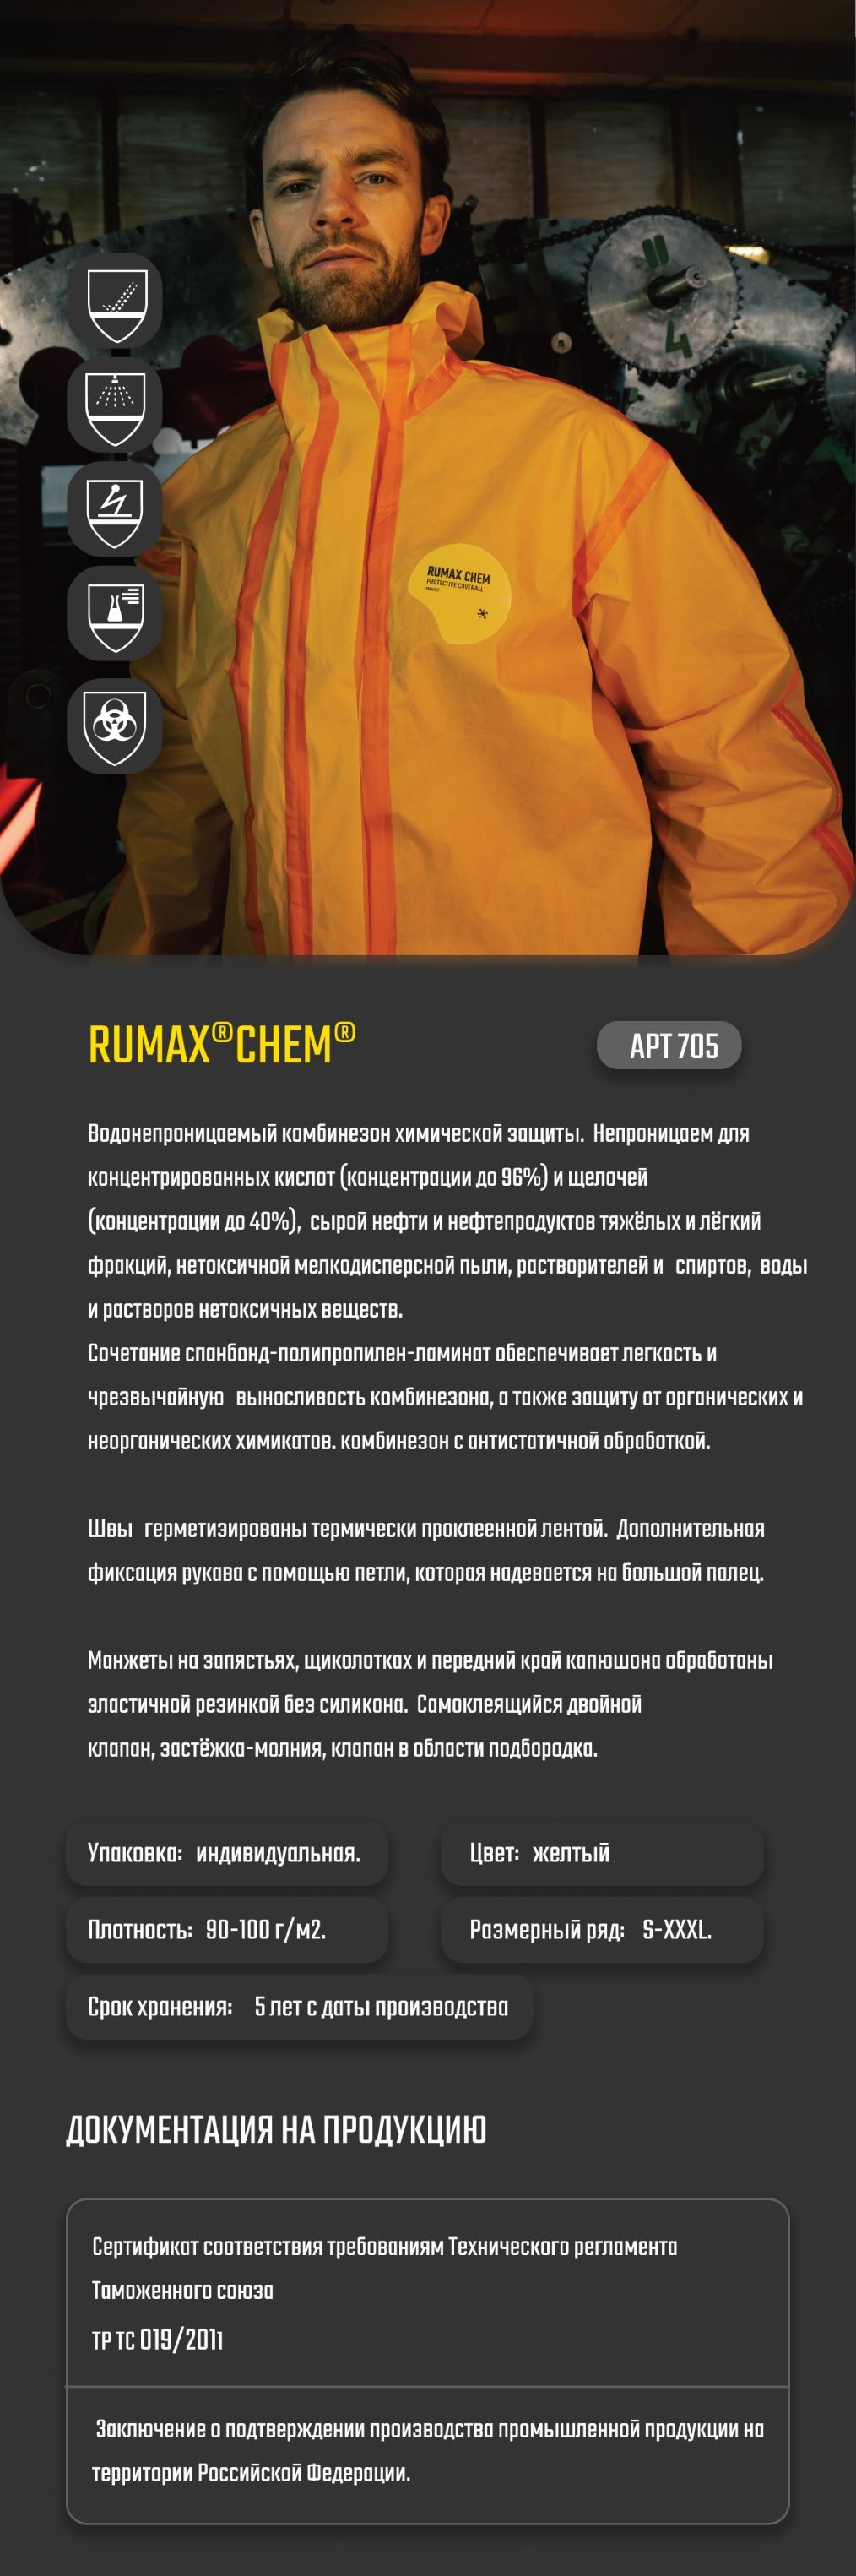 RUMAX CHEM
PROTECTIVE COVERALL
RUMAX®CHEM®
АРТ 705
Водонепроницаемый комбинезон химической защиты. Непроницаем для
концентрированных кислот (концентрации до 96%) и щелочей
(концентрации до 40%), сырой нефти и нефтепродуктов тяжёлых и лёгкий
фракций, нетоксичной мелкодисперсной пыли, растворителей и спиртов, воды
и растворов нетоксичных веществ.
Сочетание спанбонд-полипропилен-ламинат обеспечивает легкость и
чрезвычайную выносливость комбинезона, а также защиту от органических и
неорганических химикатов. комбинезон с антистатичной обработкой.
Швы герметизированы термически проклеенной лентой. Дополнительная
фиксация рукава с помощью петли, которая надевается на большой палец.
Манжеты на запястьях, щиколотках и передний край капюшона обработаны
эластичной резинкой без силикона. Самоклеящийся двойной
клапан, застёжка-молния, клапан в области подбородка.
Упаковка: индивидуальная.
Цвет: желтый
Плотность: 90-100 г/м2.
Размерный ряд: S-XXXL.
Срок хранения: 5 лет с даты производства
ДОКУМЕНТАЦИЯ НА ПРОДУКЦИЮ
Сертификат соответствия требованиям Технического регламента
Таможенного союза
ТР ТС 019/2011
Заключение о подтверждении производства промышленной продукции на
территории Российской Федерации.